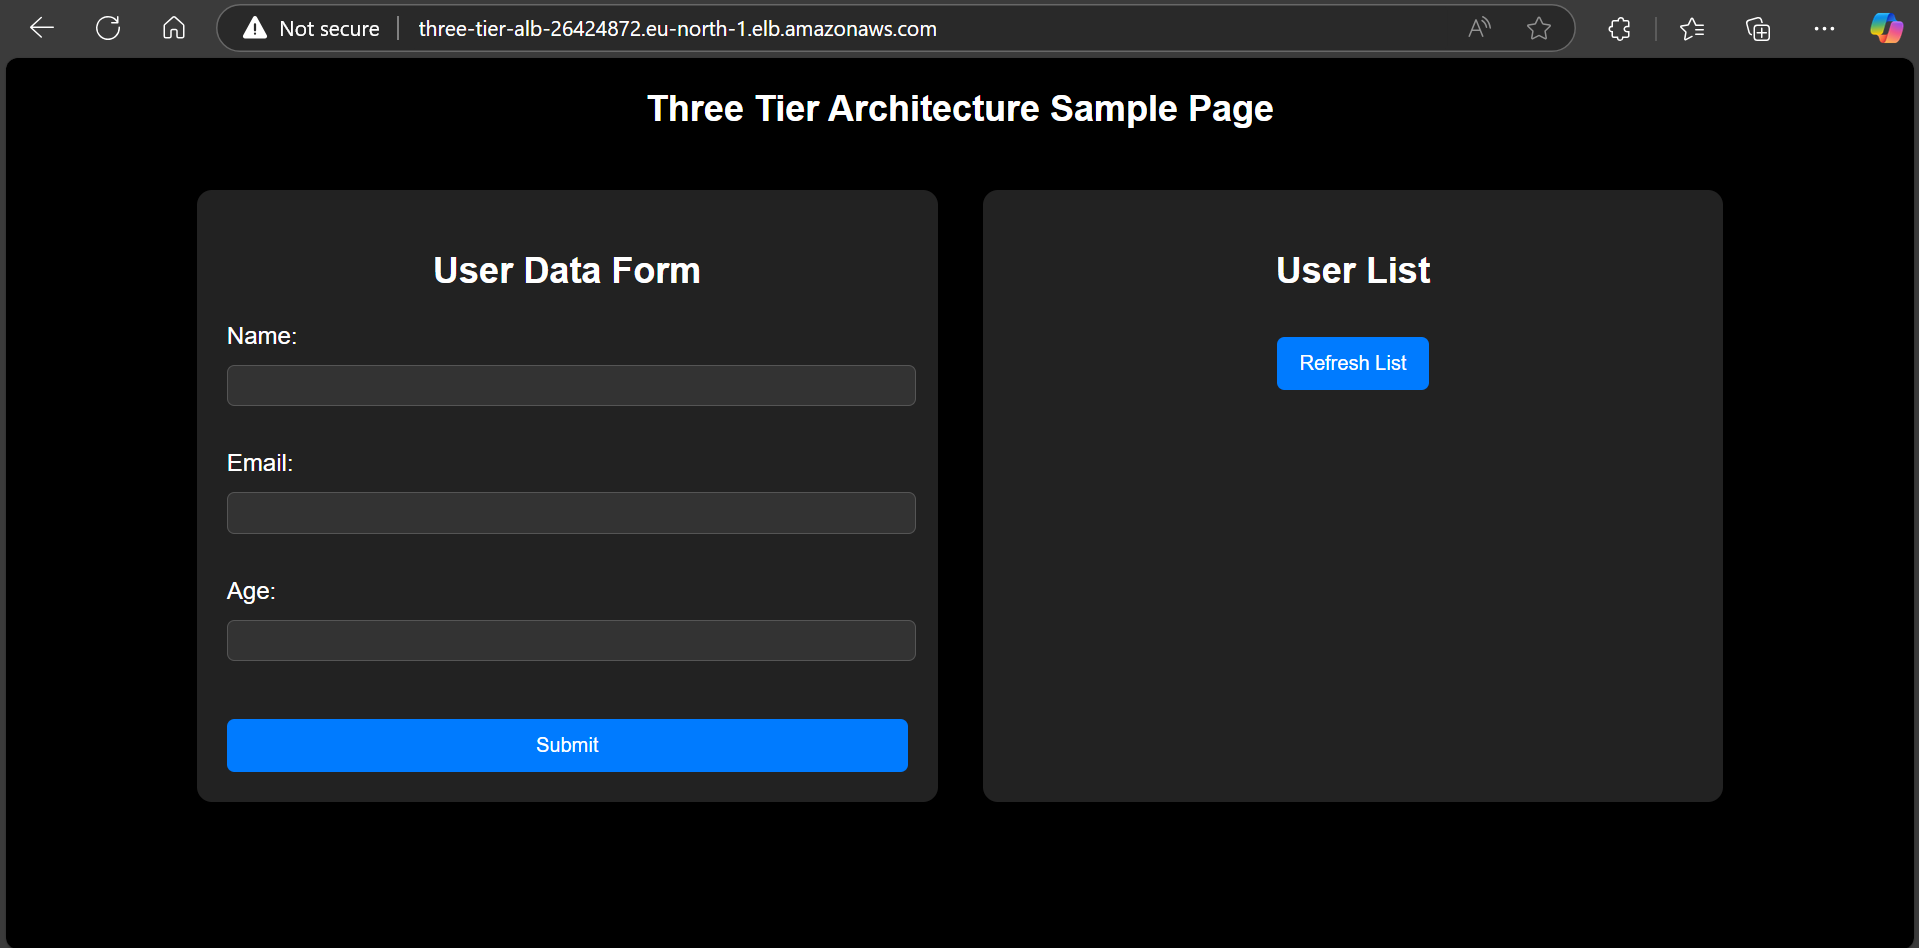 Not secure
three-tier-alb-26424872.eu-north-1.elb.amazonaws.com
Three Tier Architecture Sample Page
User Data Form
Name:
Email:
Age:
Submit
User List
Refresh List